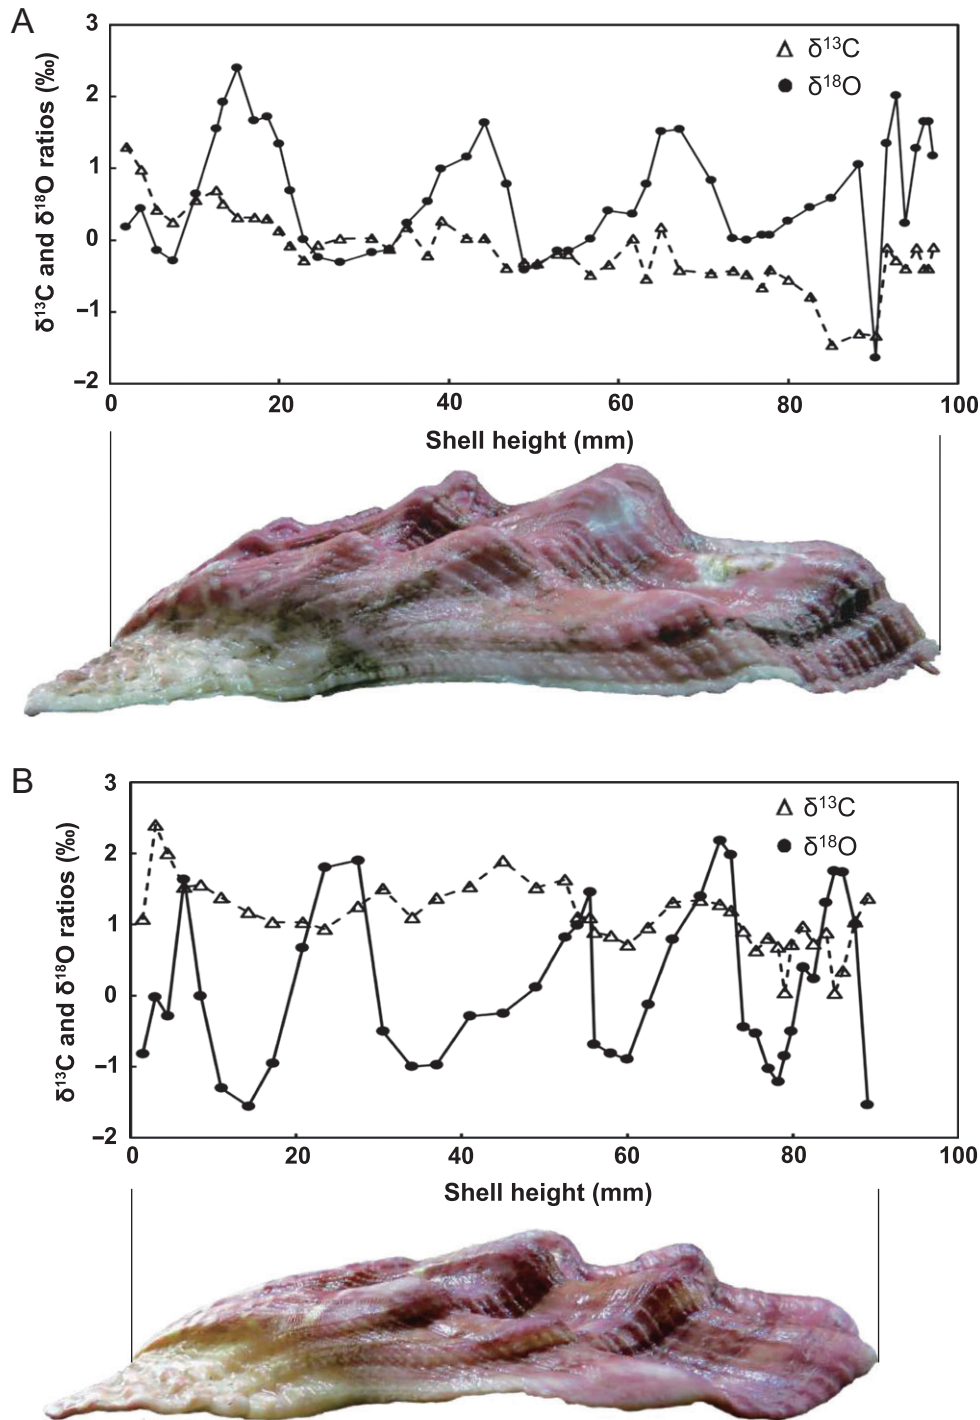 A
δ¹³C and δ¹⁸O ratios (‰)
3
2
1
0
−1
−2
δ¹³C
δ¹⁸O
0 20 40 60 80 100
Shell height (mm)
B
δ¹³C and δ¹⁸O ratios (‰)
3
2
1
0
−1
−2
δ¹³C
δ¹⁸O
0 20 40 60 80 100
Shell height (mm)